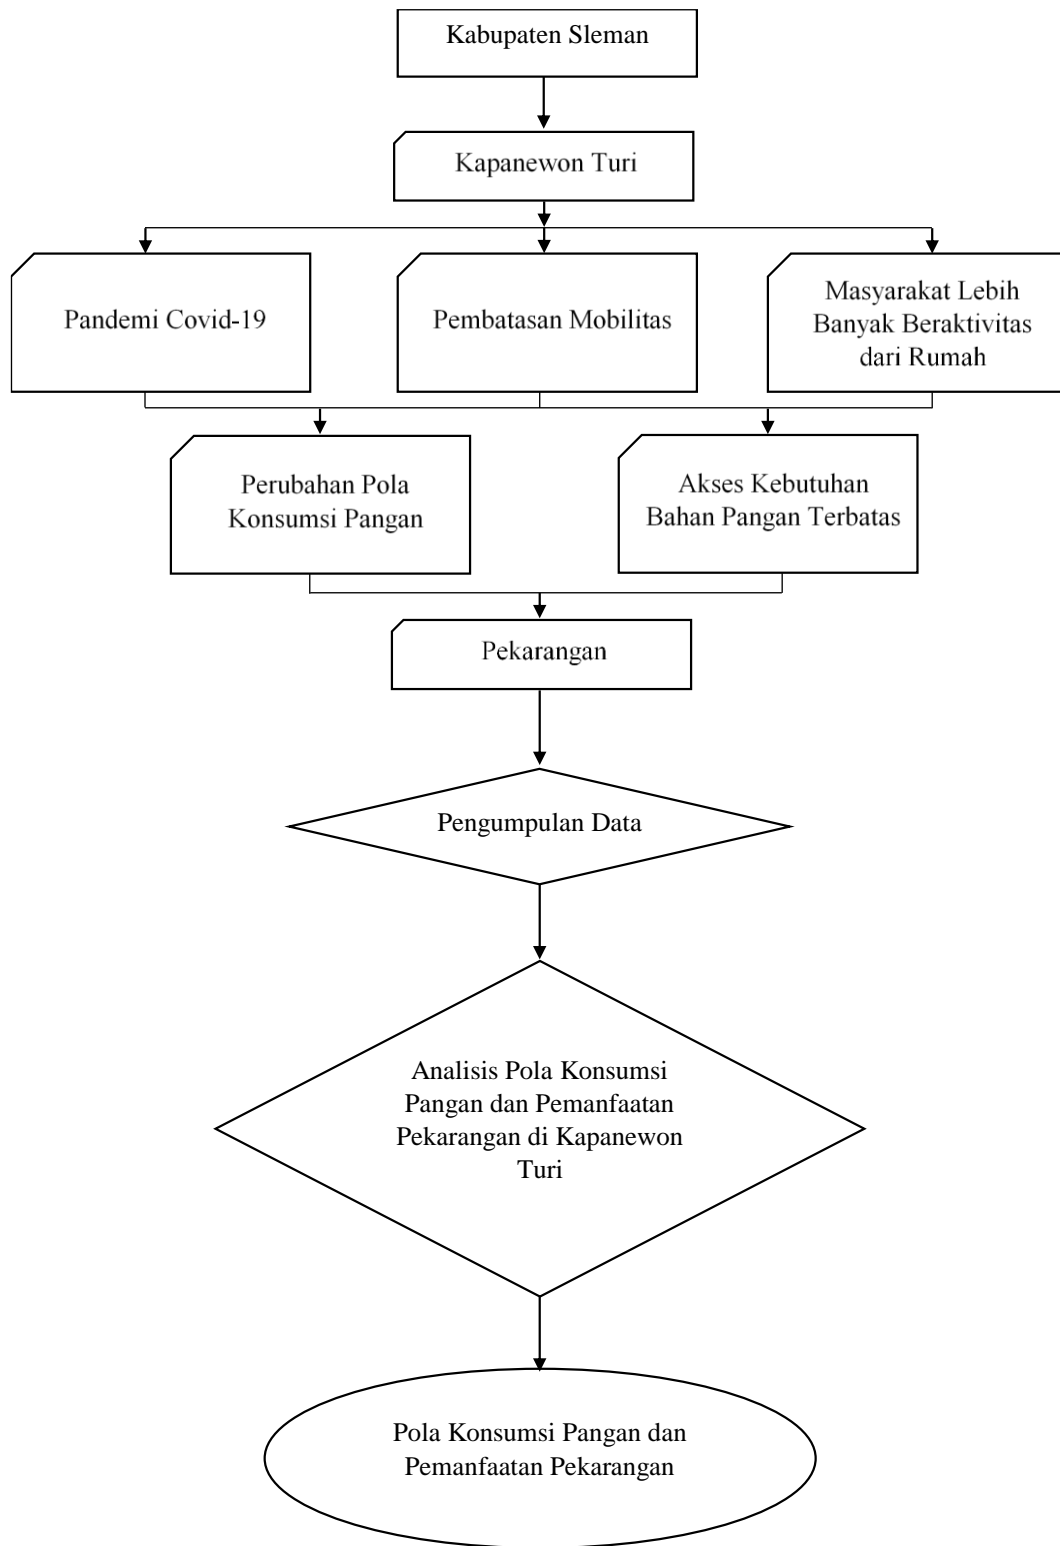 Kabupaten Sleman
Kapanewon Turi
Pandemi Covid-19
Pembatasan Mobilitas
Masyarakat Lebih
Banyak Beraktivitas
dari Rumah
Perubahan Pola
Konsumsi Pangan
Akses Kebutuhan
Bahan Pangan Terbatas
Pekarangan
Pengumpulan Data
Analisis Pola Konsumsi
Pangan dan Pemanfaatan
Pekarangan di Kapanewon
Turi
Pola Konsumsi Pangan dan
Pemanfaatan Pekarangan